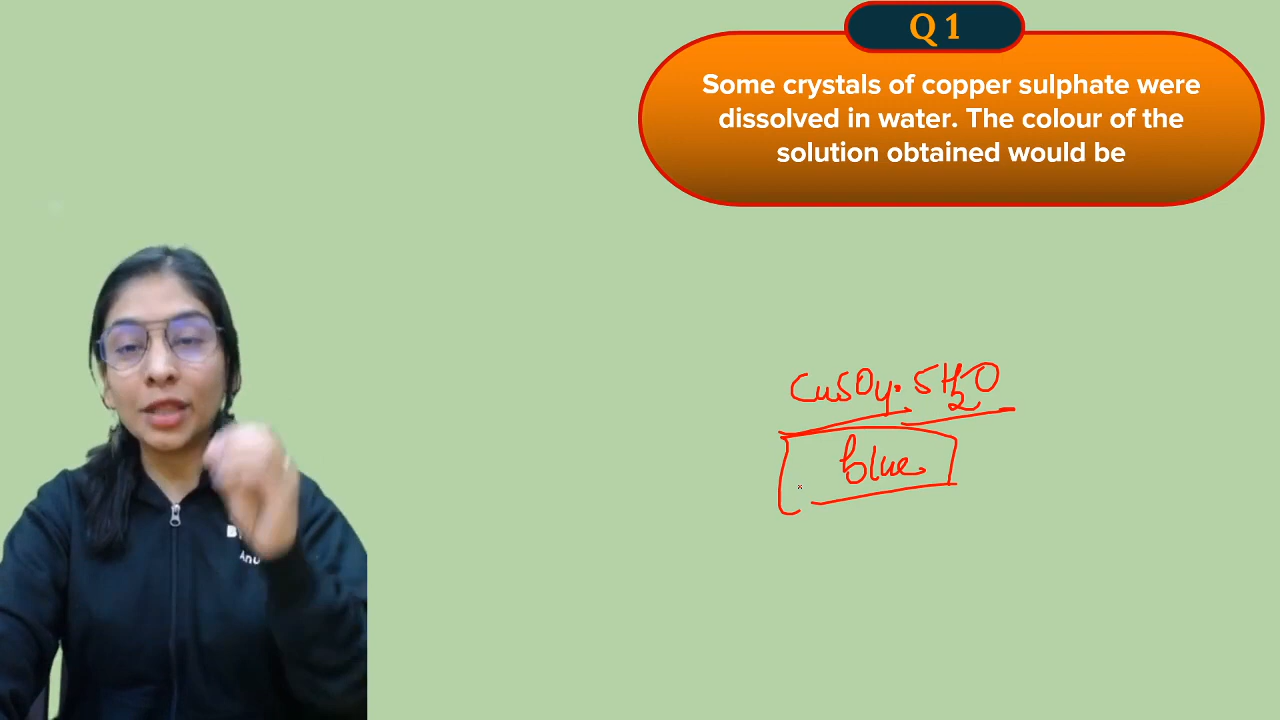 Q 1
Some crystals of copper sulphate were
dissolved in water. The colour of the
solution obtained would be
CuSO4. 5H2O
blue
Anu